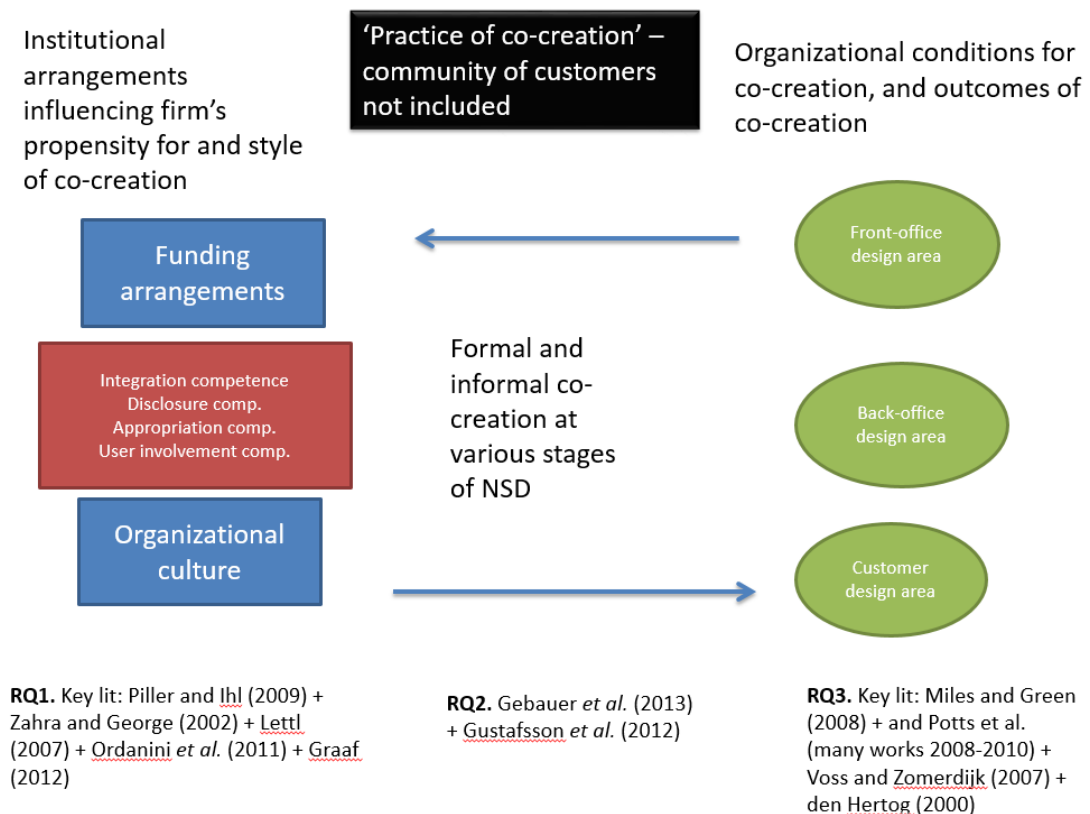 Institutional
arrangements
influencing firm's
propensity for and style
of co-creation
'Practice of co-creation' –
community of customers
not included
Organizational conditions for
co-creation, and outcomes of
co-creation
Funding
arrangements
Integration competence
Disclosure comp.
Appropriation comp.
User involvement comp.
Organizational
culture
Formal and
informal co-
creation at
various stages
of NSD
Front-office
design area
Back-office
design area
Customer
design area
RQ1. Key lit: Piller and Ihl (2009) +
Zahra and George (2002) + Lettl
(2007) + Ordanini et al. (2011) + Graaf
(2012)
RQ2. Gebauer et al. (2013)
+ Gustafsson et al. (2012)
RQ3. Key lit: Miles and Green
(2008) + and Potts et al.
(many works 2008-2010) +
Voss and Zomerdijk (2007) +
den Hertog (2000)